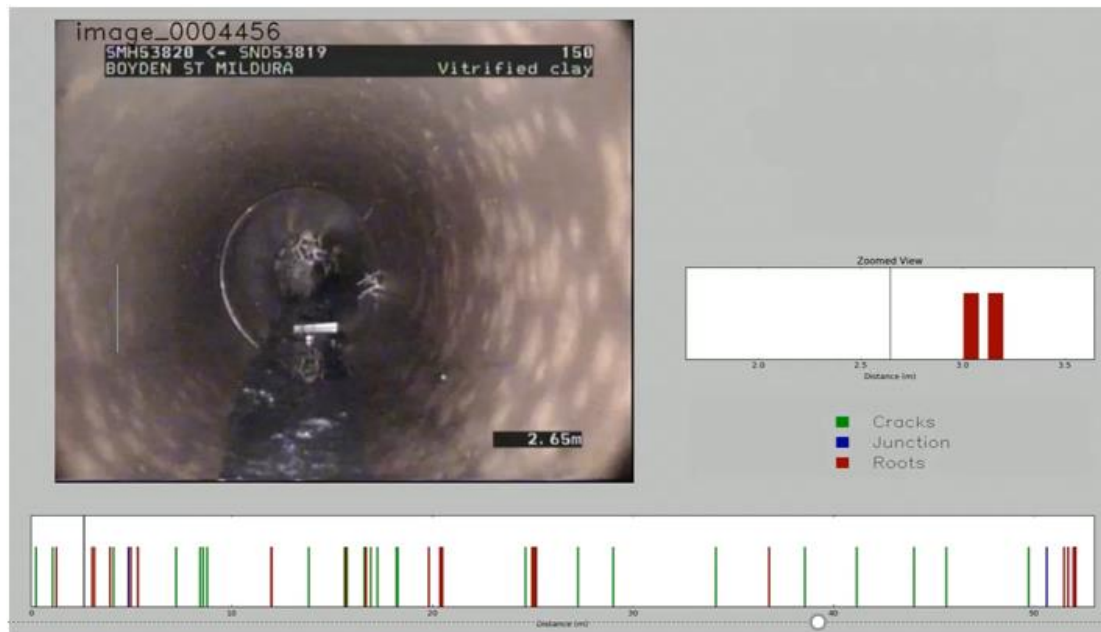 image_0004456
SMH53820 <- SND53819 150
BOYDEN ST MILDURA Vitrified clay
2.65m
Zoomed View
2.0 2.5 3.0 3.5
Distance (m)
Cracks
Junction
Roots
0 10 20 30 40 50
Distance (m)